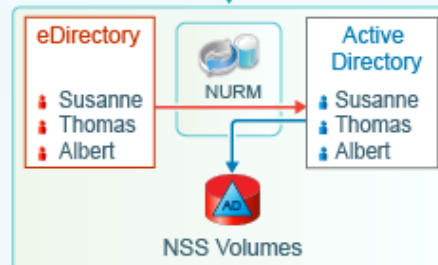 eDirectory
Susanne
Thomas
Albert
NURM
Active
Directory
Susanne
Thomas
Albert
AD
NSS Volumes